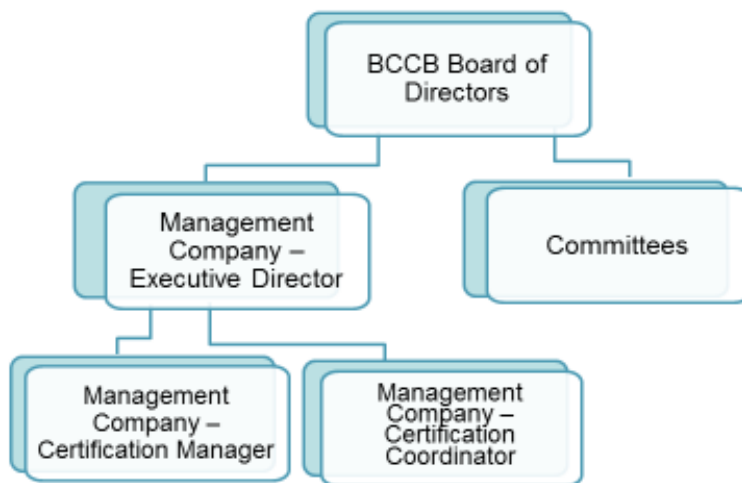 BCCB Board of
Directors
Management
Company –
Executive Director
Committees
Management
Company –
Certification Manager
Management
Company –
Certification
Coordinator